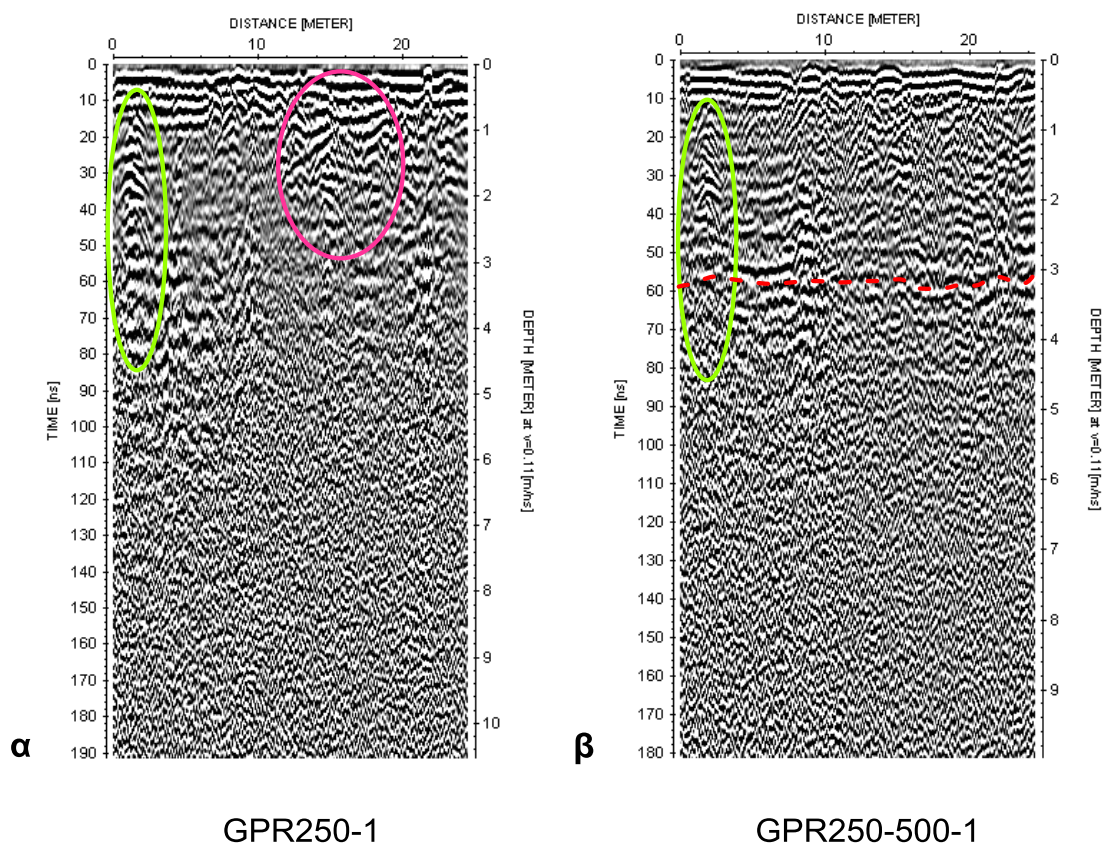 DISTANCE [METER]
0 10 20
0 10 20 30 40 50 60 70 80 90 100 110 120 130 140 150 160 170 180 190
TIME [ns]
0 1 2 3 4 5 6 7 8 9 10
DEPTH [METER] at v=0.11[m/ns]
α
GPR250-1
DISTANCE [METER]
0 10 20
0 10 20 30 40 50 60 70 80 90 100 110 120 130 140 150 160 170 180
TIME [ns]
0 1 2 3 4 5 6 7 8 9
DEPTH [METER] at v=0.11[m/ns]
β
GPR250-500-1